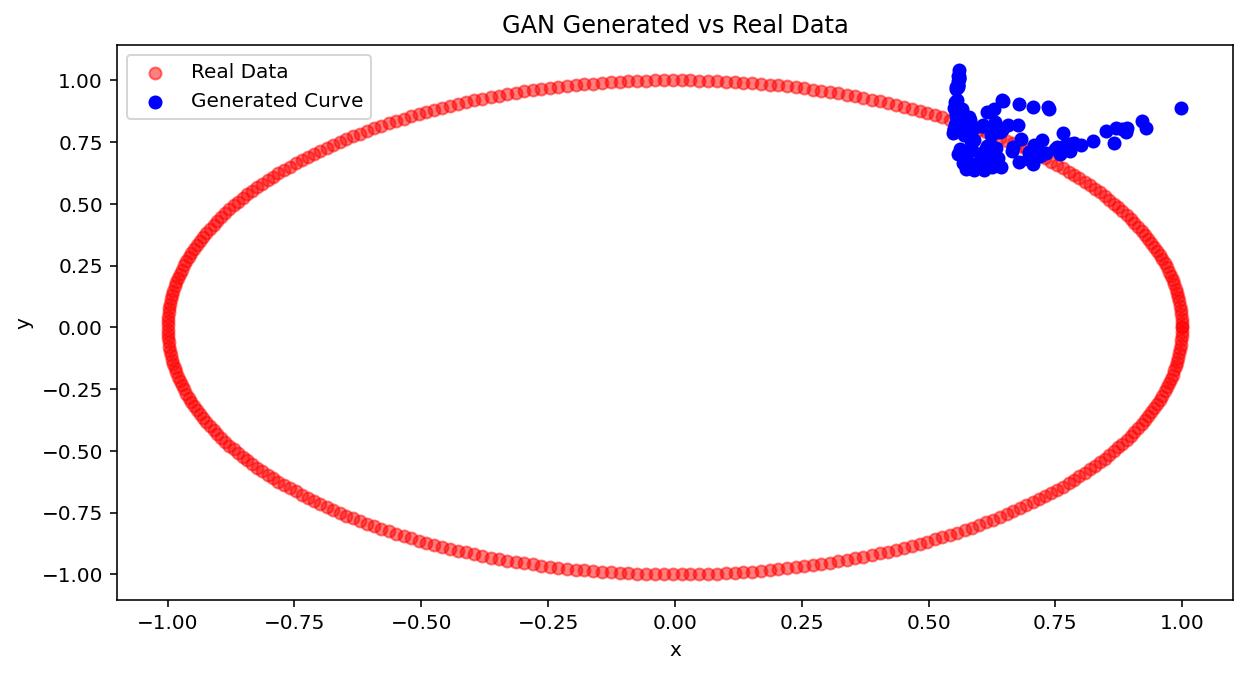 GAN Generated vs Real Data
Real Data
Generated Curve
1.00
0.75
0.50
0.25
0.00
−0.25
−0.50
−0.75
−1.00
y
−1.00 −0.75 −0.50 −0.25 0.00 0.25 0.50 0.75 1.00
x